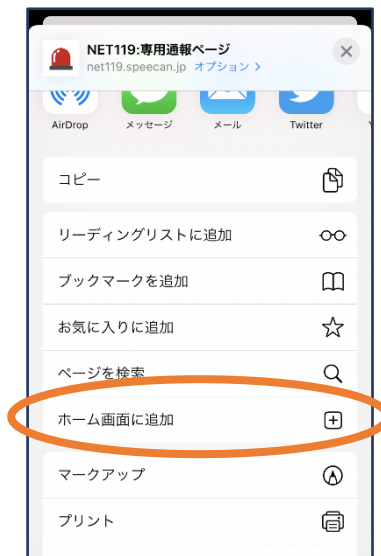 NET119:専用通報ページ
net119.speecan.jp オプション >
AirDrop メッセージ メール Twitter
コピー
リーディングリストに追加
ブックマークを追加
お気に入りに追加
ページを検索
ホーム画面に追加
マークアップ
プリント